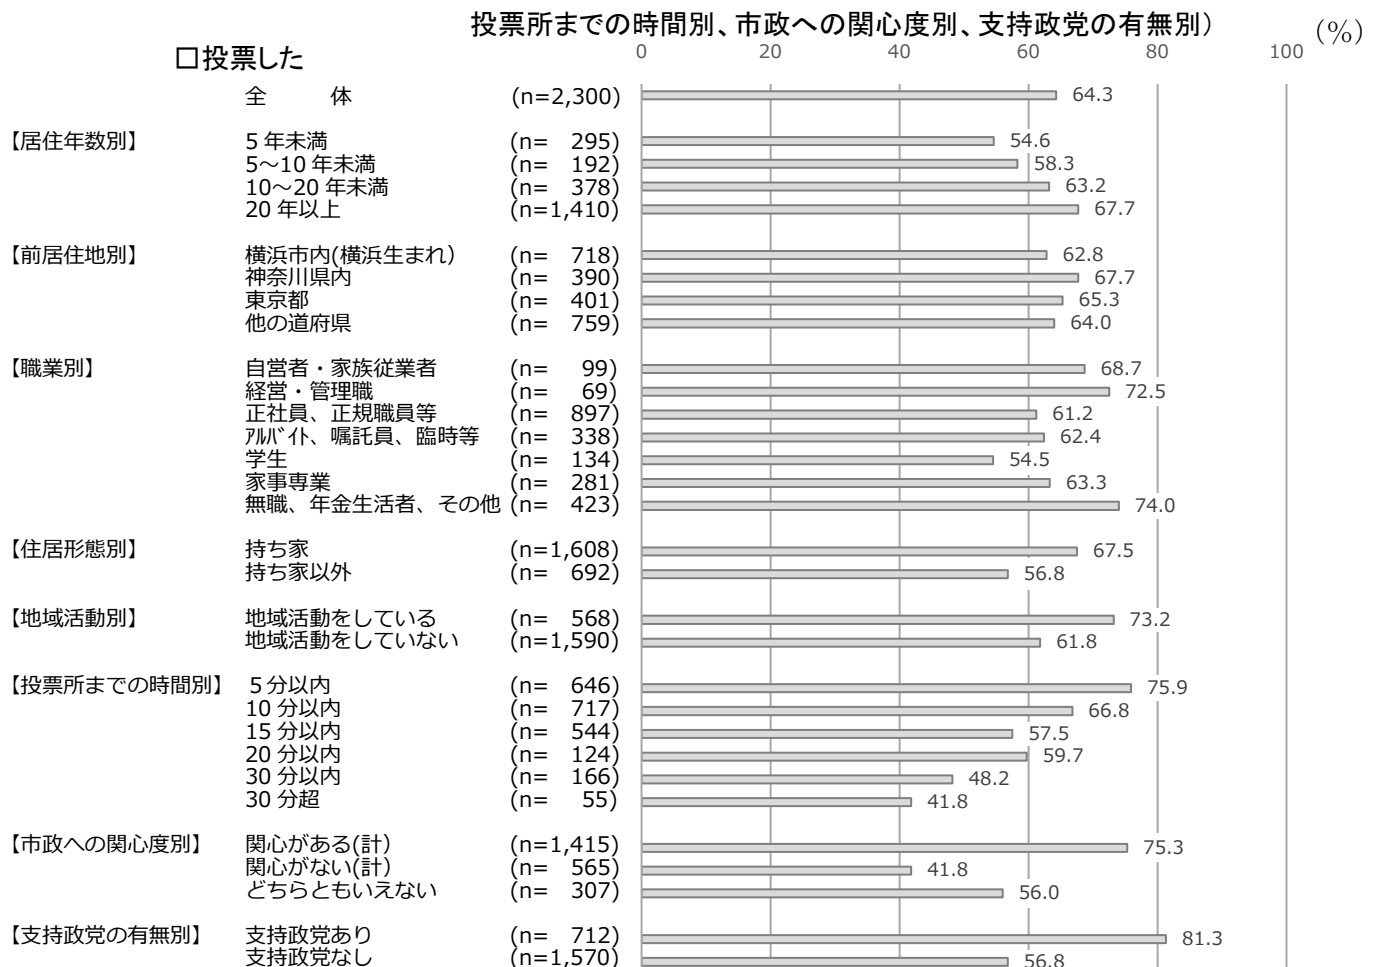 投票所までの時間別、市政への関心度別、支持政党の有無別）
(%)
0 20 40 60 80 100
□投票した
全　体 (n=2,300) 64.3
【居住年数別】 5 年未満 (n= 295) 54.6
5～10 年未満 (n= 192) 58.3
10～20 年未満 (n= 378) 63.2
20 年以上 (n=1,410) 67.7
【前居住地別】 横浜市内(横浜生まれ） (n= 718) 62.8
神奈川県内 (n= 390) 67.7
東京都 (n= 401) 65.3
他の道府県 (n= 759) 64.0
【職業別】 自営者・家族従業者 (n= 99) 68.7
経営・管理職 (n= 69) 72.5
正社員、正規職員等 (n= 897) 61.2
ｱﾙﾊﾞｲﾄ、嘱託員、臨時等 (n= 338) 62.4
学生 (n= 134) 54.5
家事専業 (n= 281) 63.3
無職、年金生活者、その他 (n= 423) 74.0
【住居形態別】 持ち家 (n=1,608) 67.5
持ち家以外 (n= 692) 56.8
【地域活動別】 地域活動をしている (n= 568) 73.2
地域活動をしていない (n=1,590) 61.8
【投票所までの時間別】 5分以内 (n= 646) 75.9
10 分以内 (n= 717) 66.8
15 分以内 (n= 544) 57.5
20 分以内 (n= 124) 59.7
30 分以内 (n= 166) 48.2
30 分超 (n= 55) 41.8
【市政への関心度別】 関心がある(計） (n=1,415) 75.3
関心がない(計） (n= 565) 41.8
どちらともいえない (n= 307) 56.0
【支持政党の有無別】 支持政党あり (n= 712) 81.3
支持政党なし (n=1,570) 56.8